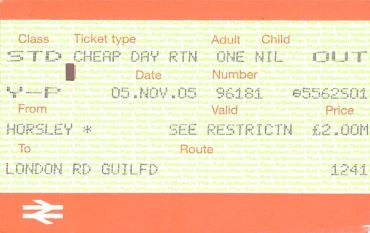 Class Ticket type Adult Child
STD CHEAP DAY RTN ONE NIL OUT
Date Number
Y-P 05.NOV.05 96181 5562S01
From Valid Price
HORSLEY * SEE RESTRICTN £2.00M
To Route
LONDON RD GUILFD 1241